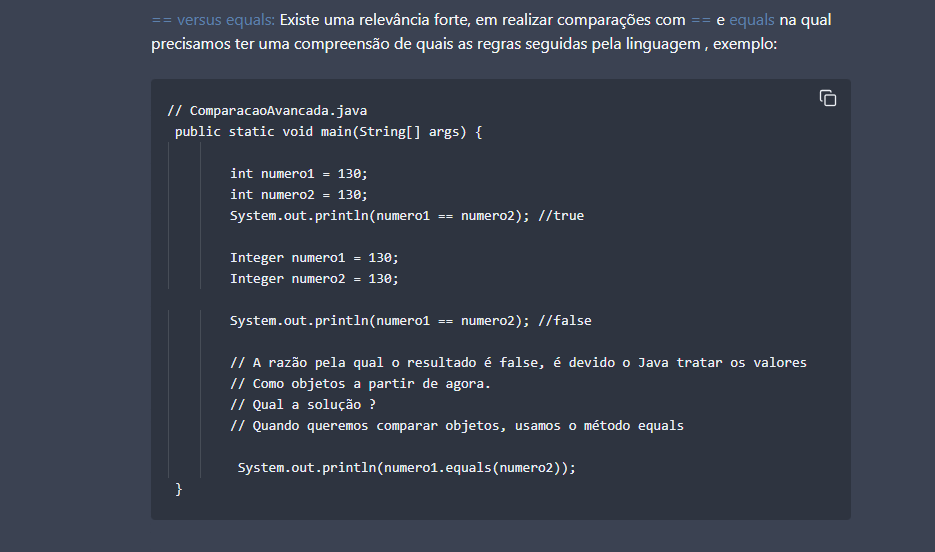 == versus equals: Existe uma relevância forte, em realizar comparações com == e equals na qual
precisamos ter uma compreensão de quais as regras seguidas pela linguagem , exemplo:
// ComparacaoAvancada.java
public static void main(String[] args) {
int numero1 = 130;
int numero2 = 130;
System.out.println(numero1 == numero2); //true
Integer numero1 = 130;
Integer numero2 = 130;
System.out.println(numero1 == numero2); //false
// A razão pela qual o resultado é false, é devido o Java tratar os valores
// Como objetos a partir de agora.
// Qual a solução ?
// Quando queremos comparar objetos, usamos o método equals
System.out.println(numero1.equals(numero2));
}